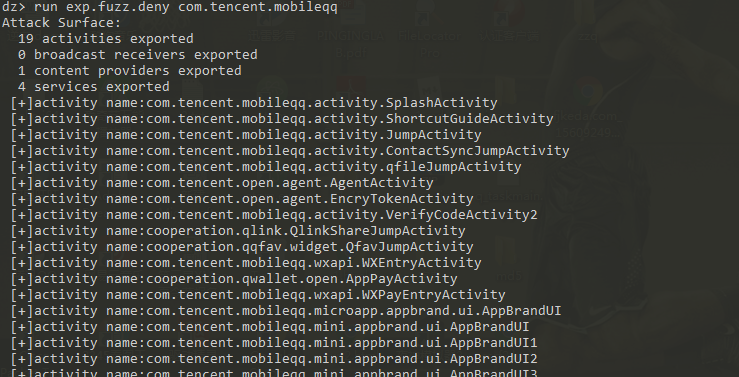 dz> run exp.fuzz.deny com.tencent.mobileqq
Attack Surface:
  19 activities exported
  0 broadcast receivers exported
  1 content providers exported
  4 services exported
 [+]activity name:com.tencent.mobileqq.activity.SplashActivity
 [+]activity name:com.tencent.mobileqq.activity.ShortcutGuideActivity
 [+]activity name:com.tencent.mobileqq.activity.JumpActivity
 [+]activity name:com.tencent.mobileqq.activity.ContactSyncJumpActivity
 [+]activity name:com.tencent.mobileqq.activity.qfileJumpActivity
 [+]activity name:com.tencent.open.agent.AgentActivity
 [+]activity name:com.tencent.open.agent.EncryTokenActivity
 [+]activity name:com.tencent.mobileqq.activity.VerifyCodeActivity2
 [+]activity name:cooperation.qlink.QlinkShareJumpActivity
 [+]activity name:cooperation.qqfav.widget.QfavJumpActivity
 [+]activity name:com.tencent.mobileqq.wxapi.WXEntryActivity
 [+]activity name:cooperation.qwallet.open.AppPayActivity
 [+]activity name:com.tencent.mobileqq.wxapi.WXPayEntryActivity
 [+]activity name:com.tencent.mobileqq.microapp.appbrand.ui.AppBrandUI
 [+]activity name:com.tencent.mobileqq.mini.appbrand.ui.AppBrandUI
 [+]activity name:com.tencent.mobileqq.mini.appbrand.ui.AppBrandUI1
 [+]activity name:com.tencent.mobileqq.mini.appbrand.ui.AppBrandUI2
 [+]activity name:com.tencent.mobileqq.mini.appbrand.ui.AppBrandUI3